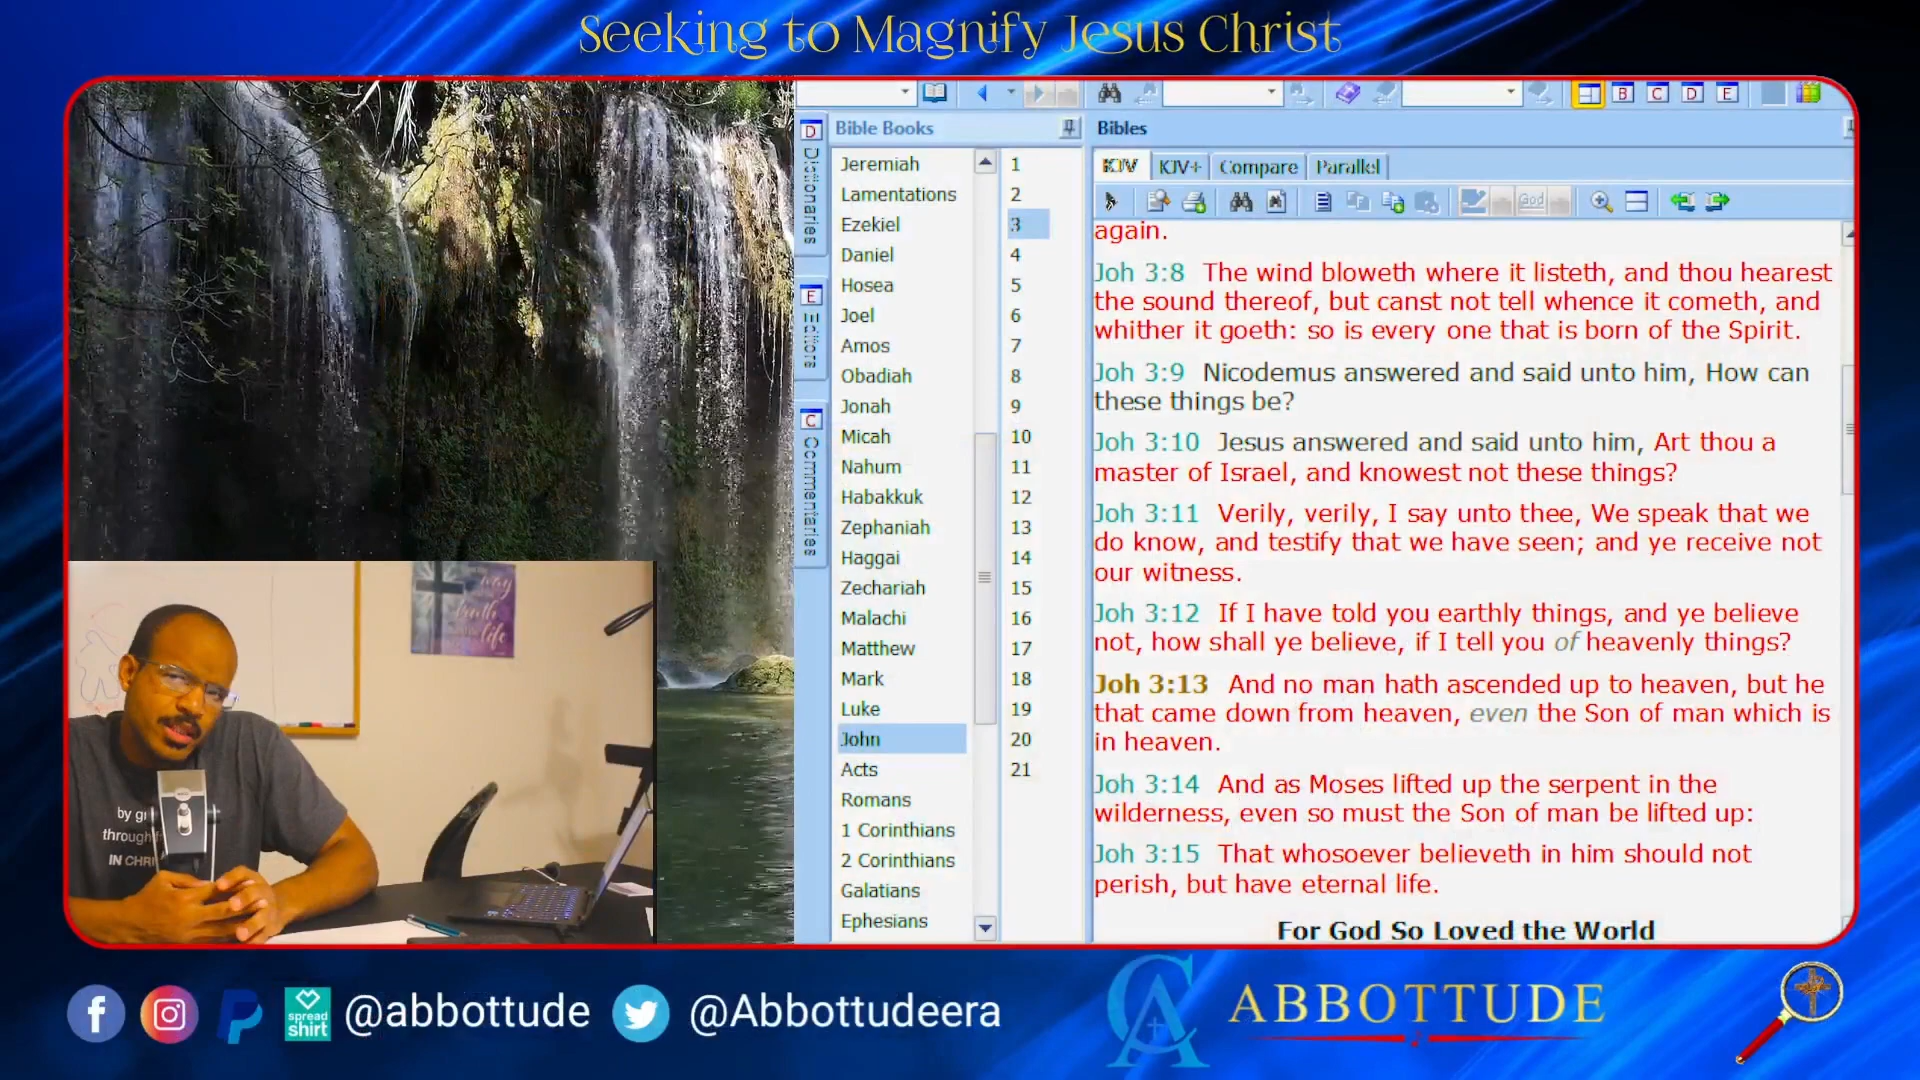 Seeking to Magnify Jesus Christ
Bible Books
Bibles
B
C
D
E
D
Dictionaries
E
Editors
C
Commentaries
Jeremiah
Lamentations
Ezekiel
Daniel
Hosea
Joel
Amos
Obadiah
Jonah
Micah
Nahum
Habakkuk
Zephaniah
Haggai
Zechariah
Malachi
Matthew
Mark
Luke
John
Acts
Romans
1 Corinthians
2 Corinthians
Galatians
Ephesians
1
2
3
4
5
6
7
8
9
10
11
12
13
14
15
16
17
18
19
20
21
KJV KJV+ Compare Parallel
God
again.
Joh 3:8 The wind bloweth where it listeth, and thou hearest
the sound thereof, but canst not tell whence it cometh, and
whither it goeth: so is every one that is born of the Spirit.
Joh 3:9 Nicodemus answered and said unto him, How can
these things be?
Joh 3:10 Jesus answered and said unto him, Art thou a
master of Israel, and knowest not these things?
Joh 3:11 Verily, verily, I say unto thee, We speak that we
do know, and testify that we have seen; and ye receive not
our witness.
Joh 3:12 If I have told you earthly things, and ye believe
not, how shall ye believe, if I tell you of heavenly things?
Joh 3:13 And no man hath ascended up to heaven, but he
that came down from heaven, even the Son of man which is
in heaven.
Joh 3:14 And as Moses lifted up the serpent in the
wilderness, even so must the Son of man be lifted up:
Joh 3:15 That whosoever believeth in him should not
perish, but have eternal life.
For God So Loved the World
way
truth
life
by
through
IN
spread
shirt
@abbottude
@Abbottudeera
CA
ABBOTTUDE